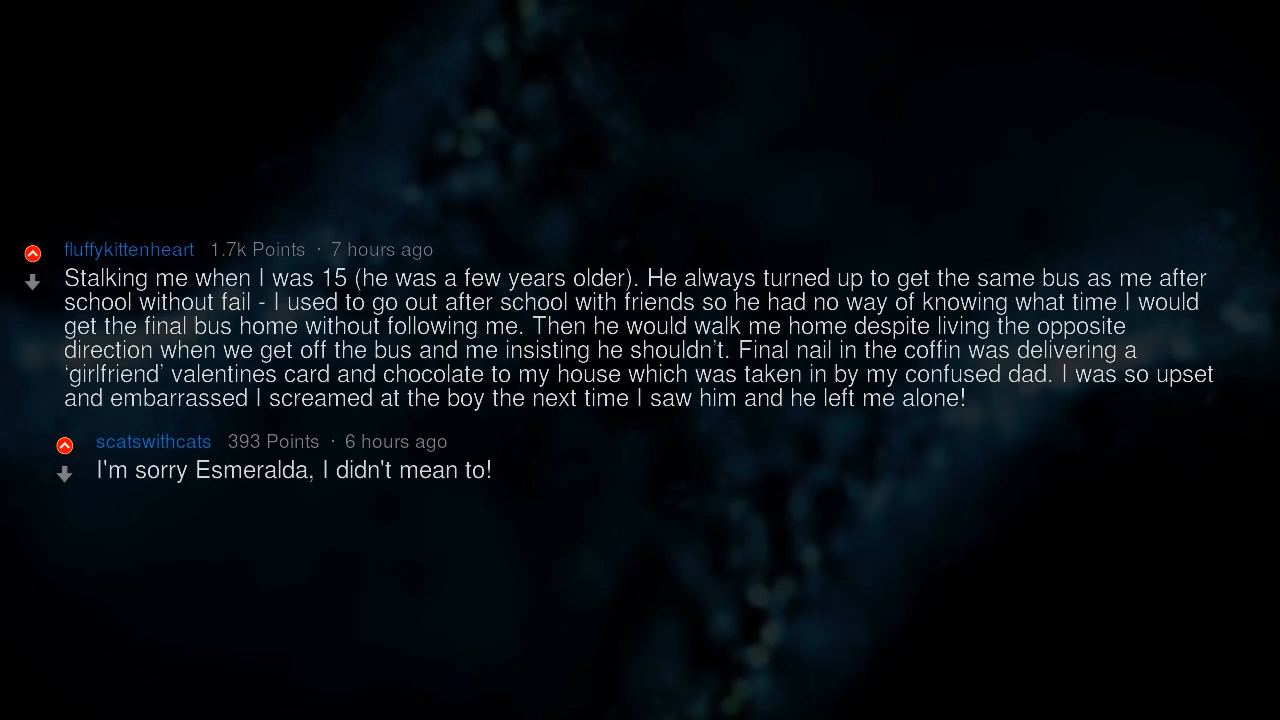 fluffykittenheart 1.7k Points · 7 hours ago
Stalking me when I was 15 (he was a few years older). He always turned up to get the same bus as me after
school without fail - I used to go out after school with friends so he had no way of knowing what time I would
get the final bus home without following me. Then he would walk me home despite living the opposite
direction when we get off the bus and me insisting he shouldn’t. Final nail in the coffin was delivering a
‘girlfriend’ valentines card and chocolate to my house which was taken in by my confused dad. I was so upset
and embarrassed I screamed at the boy the next time I saw him and he left me alone!
scatswithcats 393 Points · 6 hours ago
I'm sorry Esmeralda, I didn't mean to!